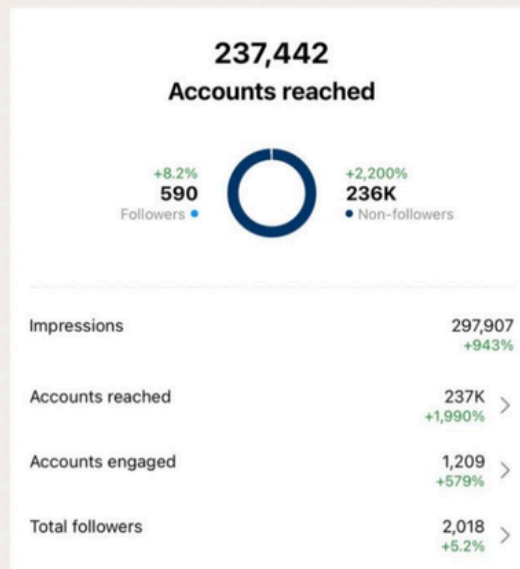 237,442
Accounts reached
+8.2%
590
Followers
+2,200%
236K
Non-followers
Impressions
297,907
+943%
Accounts reached
237K
+1,990%
Accounts engaged
1,209
+579%
Total followers
2,018
+5.2%